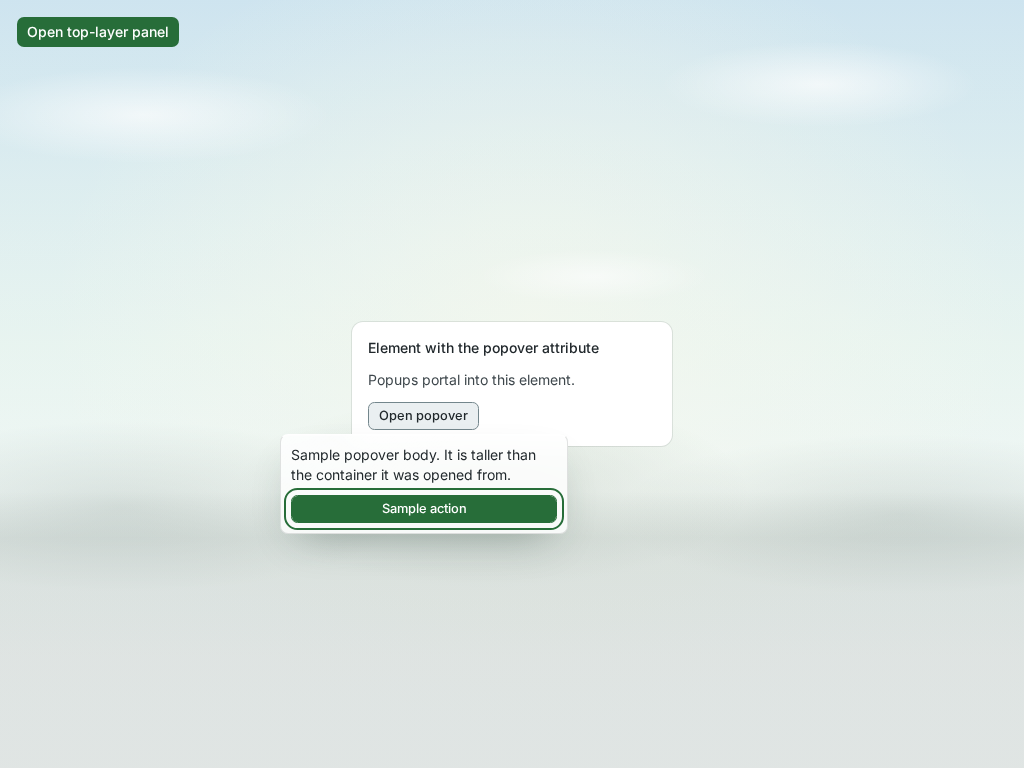 Open top-layer panel
Element with the popover attribute
Popups portal into this element.
Open popover
Sample popover body. It is taller than
the container it was opened from.
Sample action